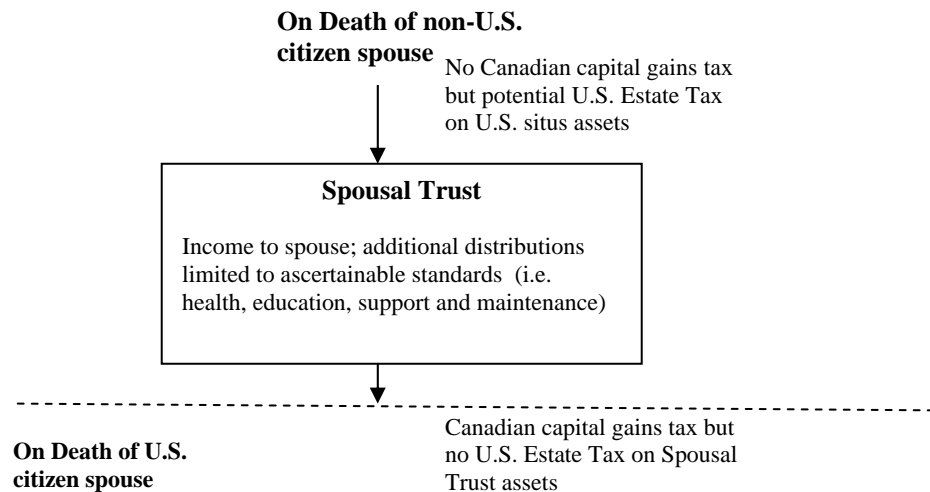 On Death of non-U.S.
citizen spouse
No Canadian capital gains tax
but potential U.S. Estate Tax
on U.S. situs assets
Spousal Trust
Income to spouse; additional distributions
limited to ascertainable standards (i.e.
health, education, support and maintenance)
On Death of U.S.
citizen spouse
Canadian capital gains tax but
no U.S. Estate Tax on Spousal
Trust assets